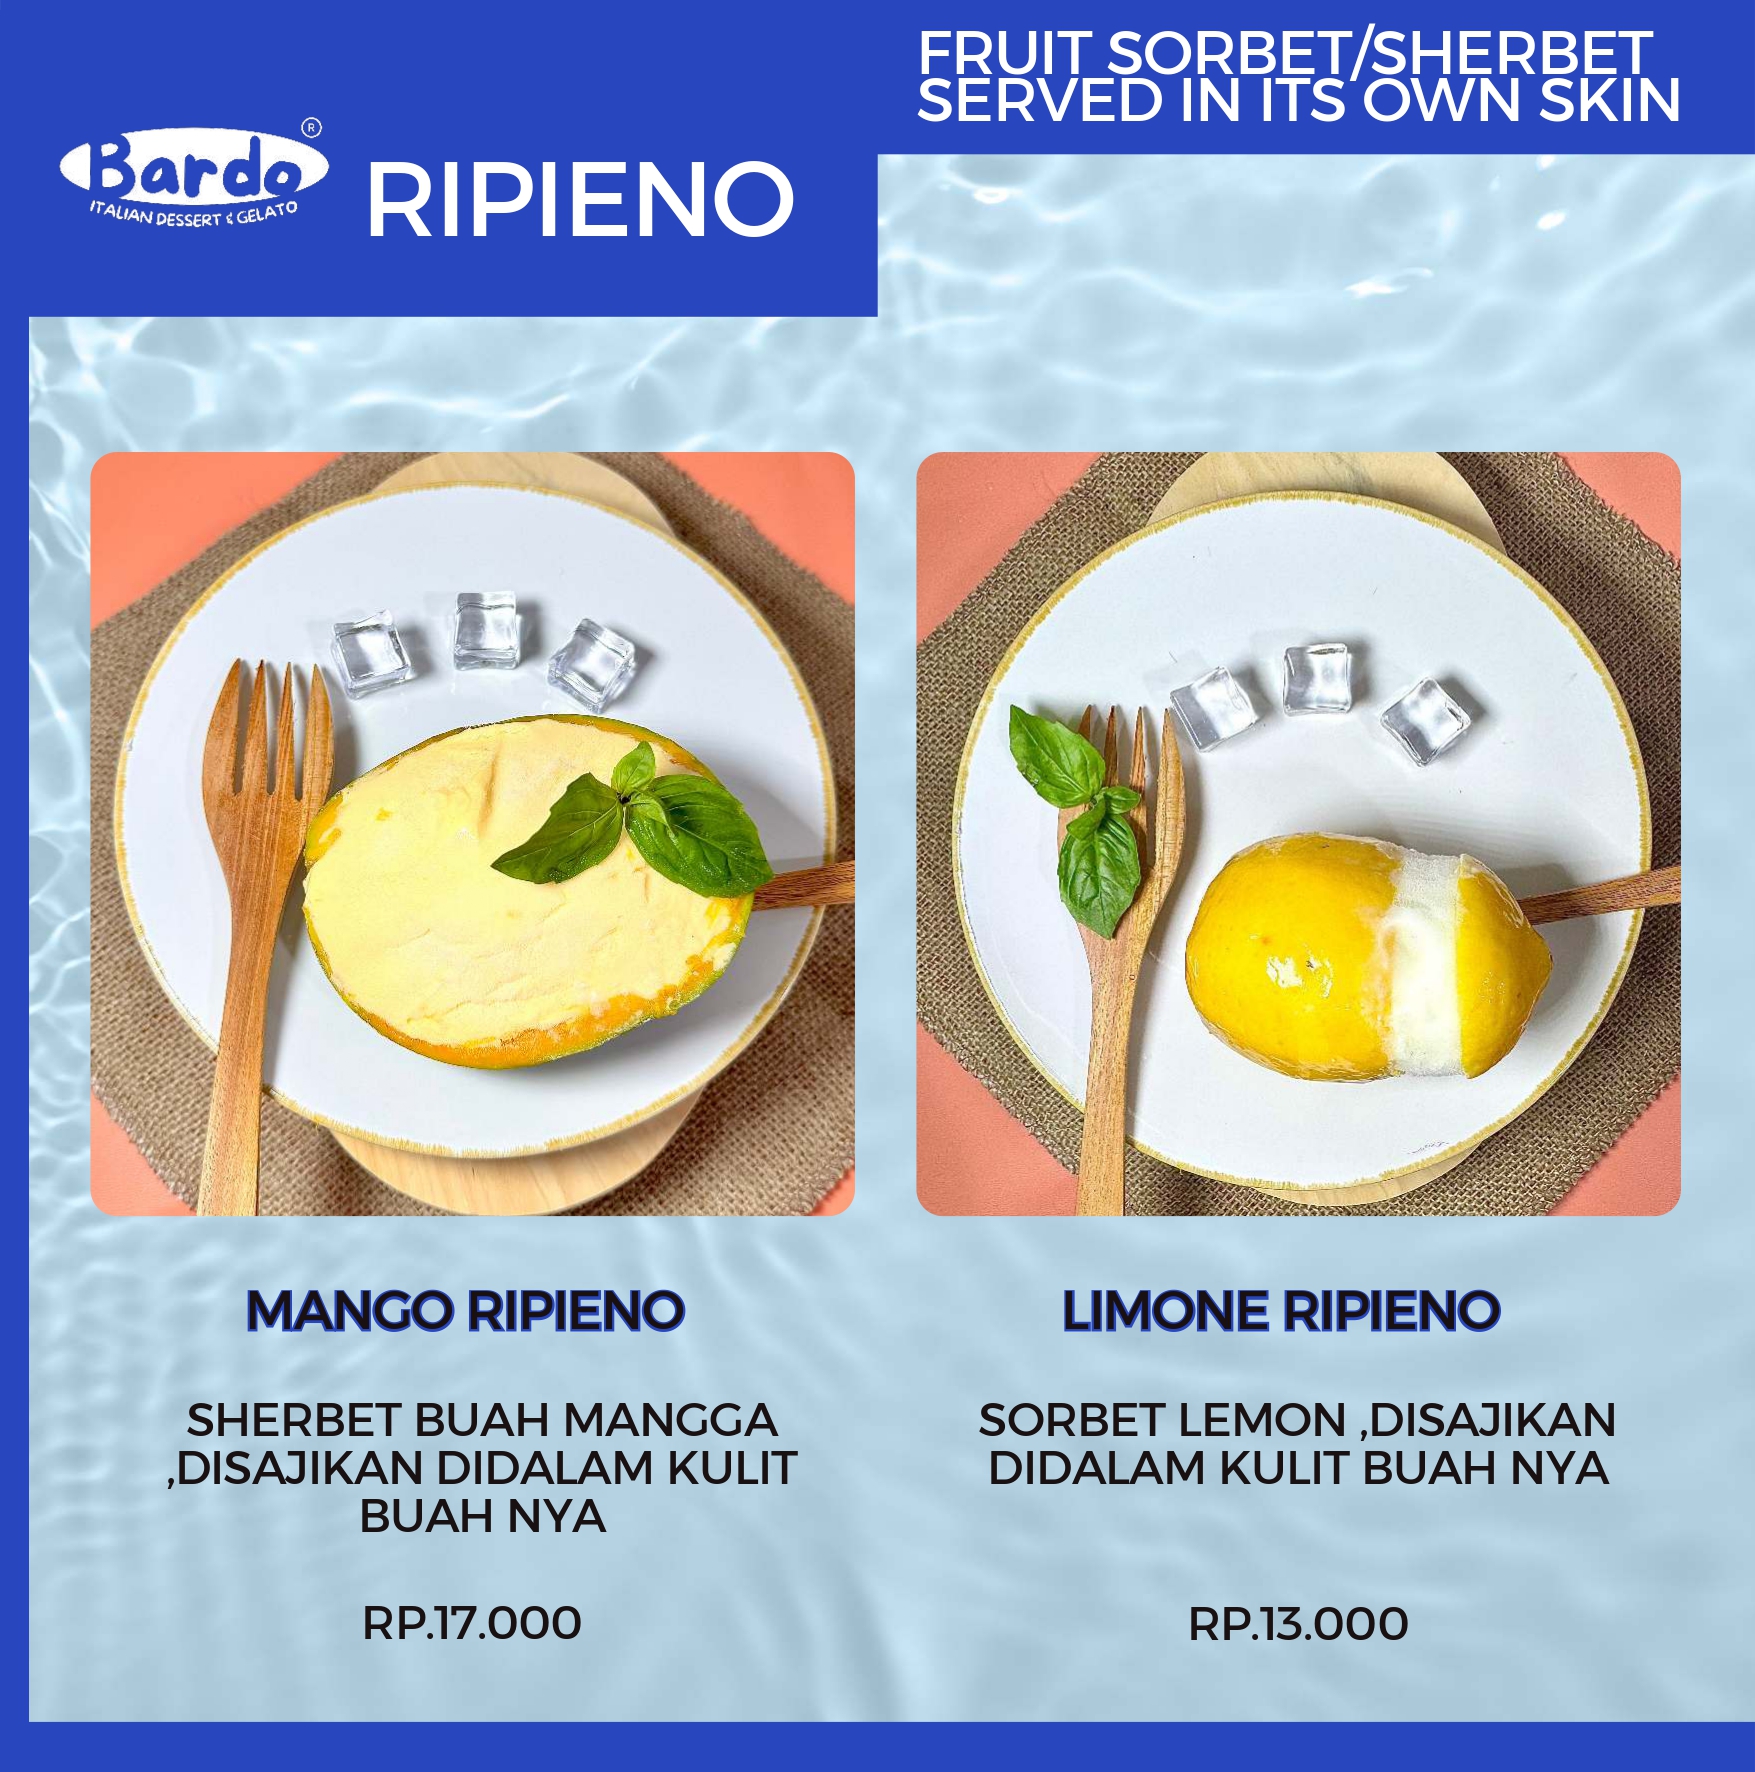 FRUIT SORBET/SHERBET
SERVED IN ITS OWN SKIN
Bardo ®
ITALIAN DESSERT & GELATO
RIPIENO
MANGO RIPIENO
SHERBET BUAH MANGGA
,DISAJIKAN DIDALAM KULIT
BUAH NYA
RP.17.000
LIMONE RIPIENO
SORBET LEMON ,DISAJIKAN
DIDALAM KULIT BUAH NYA
RP.13.000